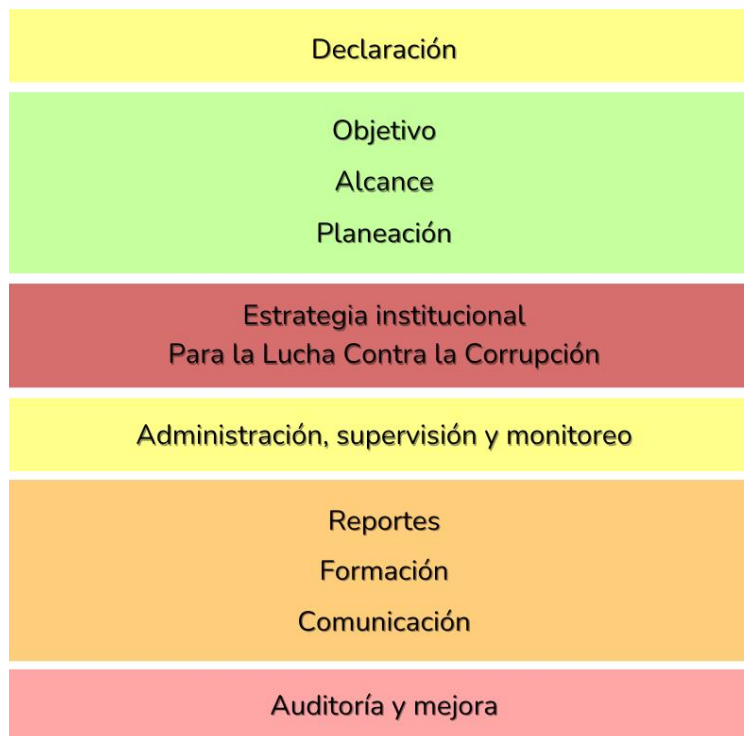 Declaración
Objetivo
Alcance
Planeación
Estrategia institucional
Para la Lucha Contra la Corrupción
Administración, supervisión y monitoreo
Reportes
Formación
Comunicación
Auditoría y mejora